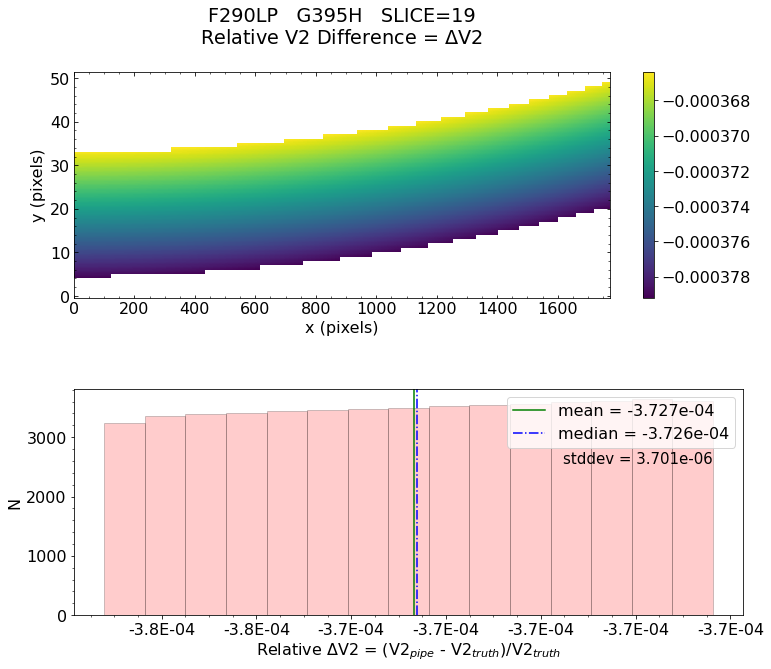 F290LP G395H SLICE=19
Relative V2 Difference = ΔV2
50
40
30
20
10
0
y (pixels)
0 200 400 600 800 1000 1200 1400 1600
x (pixels)
−0.000368
−0.000370
−0.000372
−0.000374
−0.000376
−0.000378
mean = -3.727e-04
median = -3.726e-04
stddev = 3.701e-06
3000
2000
1000
0
N
-3.8E-04 -3.8E-04 -3.7E-04 -3.7E-04 -3.7E-04 -3.7E-04 -3.7E-04
Relative ΔV2 = (V2pipe - V2truth)/V2truth